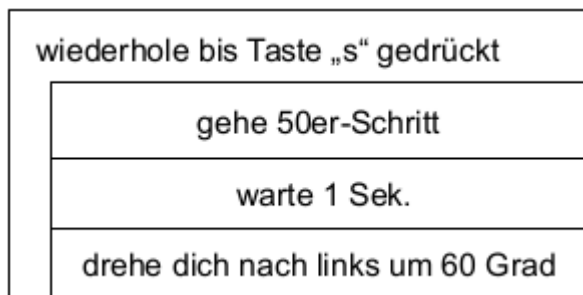 wiederhole bis Taste „s“ gedrückt
gehe 50er-Schritt
warte 1 Sek.
drehe dich nach links um 60 Grad